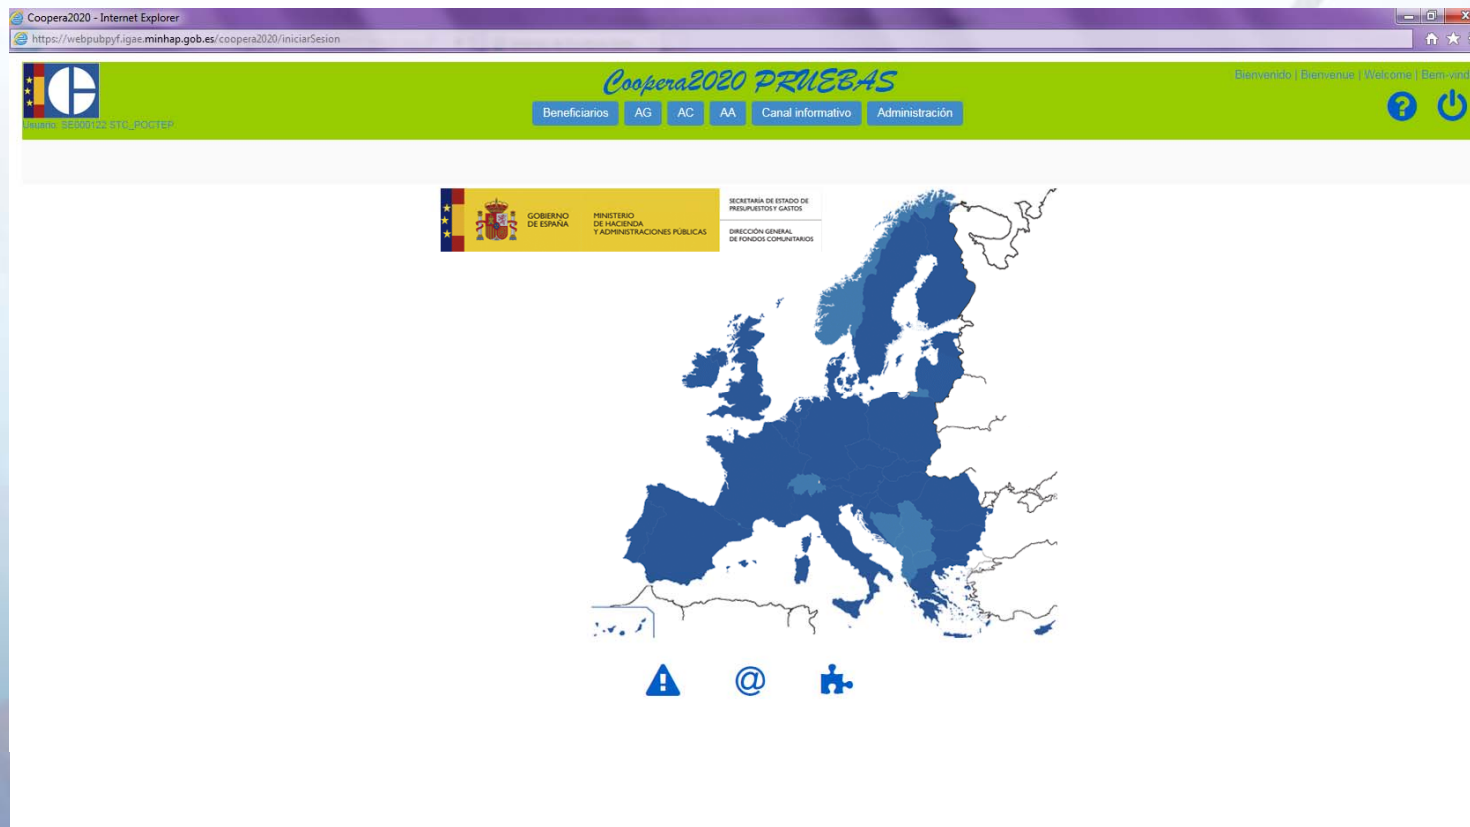 Coopera2020 - Internet Explorer
https://webpubpyf.igae.minhap.gob.es/coopera2020/iniciarSesion
Coopera2020 PRUEBAS
Bienvenido | Bienvenue | Welcome | Bem-vind
Beneficiarios AG AC AA Canal informativo Administración
Usuario: SE000122 STC_POCTEP
GOBIERNO DE ESPAÑA
MINISTERIO DE HACIENDA Y ADMINISTRACIONES PÚBLICAS
SECRETARÍA DE ESTADO DE
PRESUPUESTOS Y GASTOS
DIRECCIÓN GENERAL
DE FONDOS COMUNITARIOS